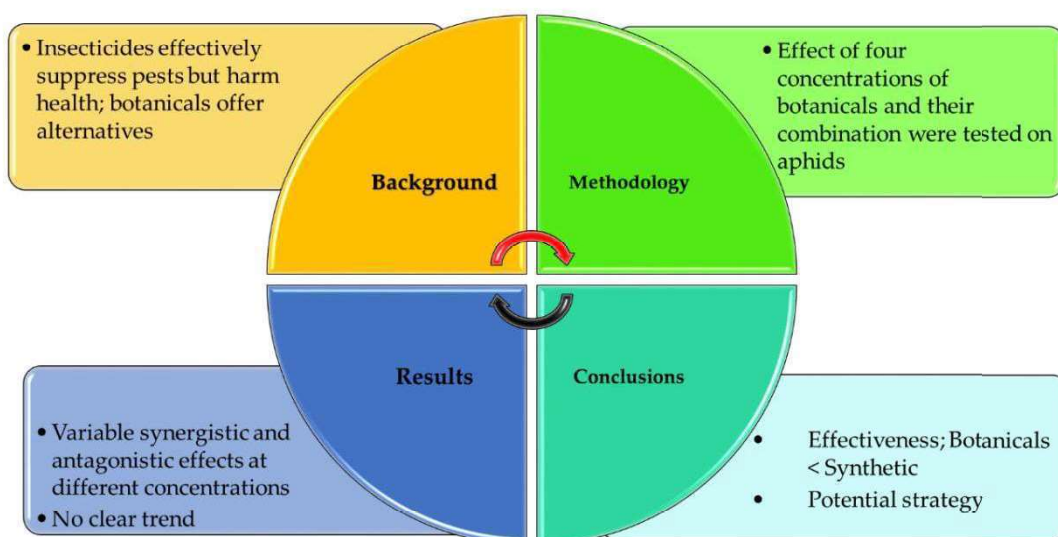 • Insecticides effectively
suppress pests but harm
health; botanicals offer
alternatives
Background
• Effect of four
concentrations of
botanicals and their
combination were tested on
aphids
Methodology
Results
• Variable synergistic and
antagonistic effects at
different concentrations
• No clear trend
Conclusions
• Effectiveness; Botanicals
< Synthetic
• Potential strategy